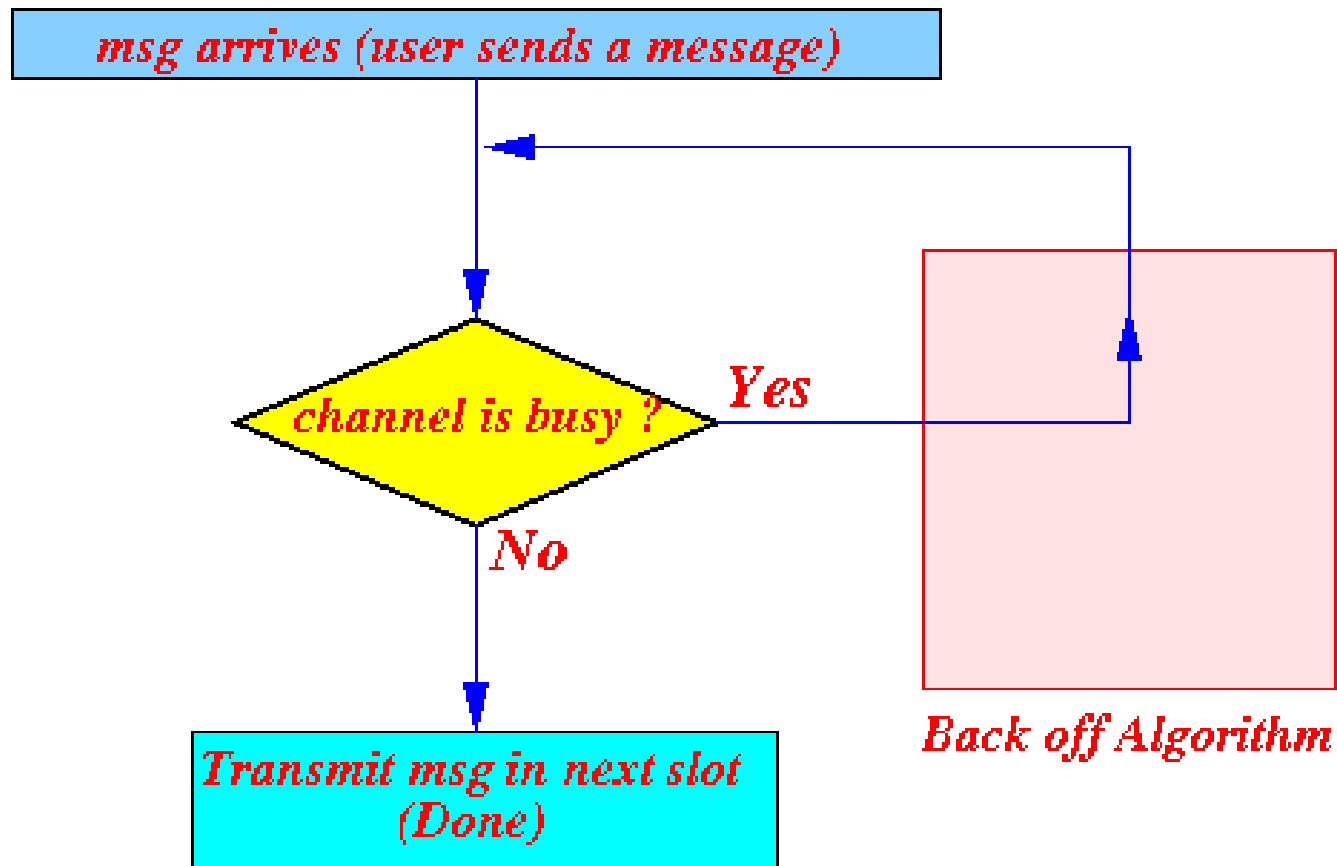 msg arrives (user sends a message)
channel is busy ?
Yes
No
Back off Algorithm
Transmit msg in next slot
(Done)